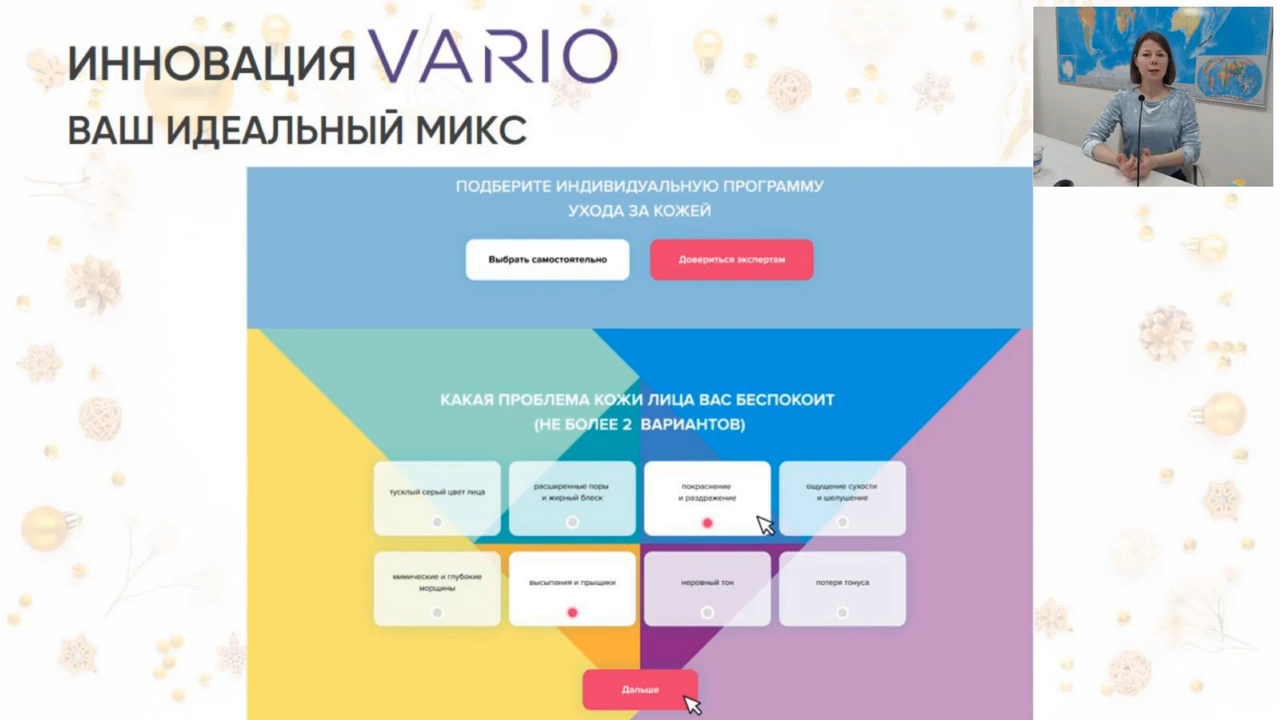 ИННОВАЦИЯ VARIO
ВАШ ИДЕАЛЬНЫЙ МИКС
ПОДБЕРИТЕ ИНДИВИДУАЛЬНУЮ ПРОГРАММУ
УХОДА ЗА КОЖЕЙ
Выбрать самостоятельно
Довериться экспертам
КАКАЯ ПРОБЛЕМА КОЖИ ЛИЦА ВАС БЕСПОКОИТ
(НЕ БОЛЕЕ 2 ВАРИАНТОВ)
тусклый серый цвет лица
расширенные поры
и жирный блеск
покраснение
и раздражение
ощущение сухости
и шелушение
мимические и глубокие
морщины
высыпания и прыщики
неровный тон
потеря тонуса
Дальше